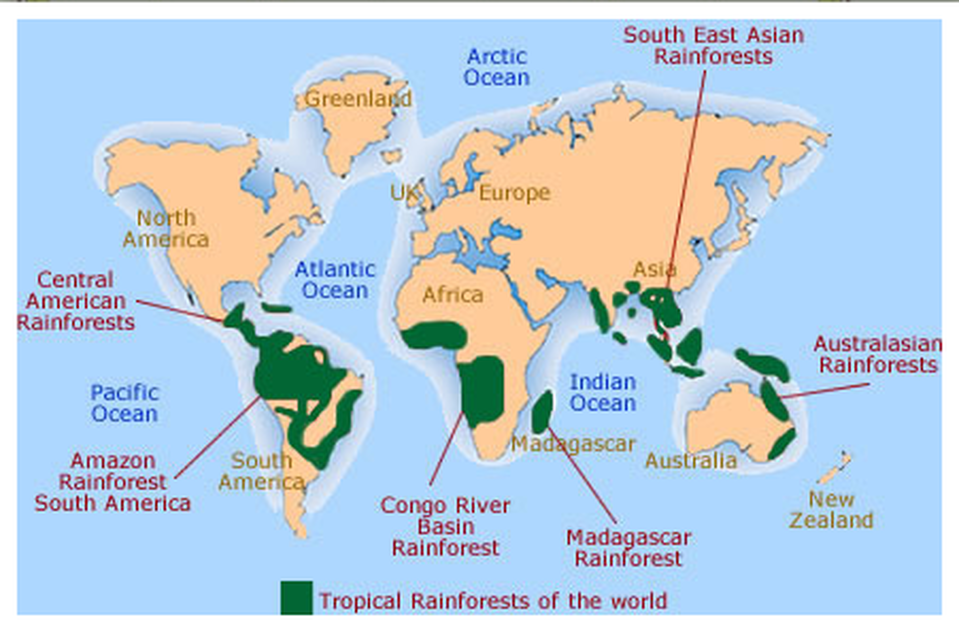 South East Asian
Rainforests
Arctic
Ocean
Greenland
UK
Europe
North
America
Central
American
Rainforests
Atlantic
Ocean
Africa
Asia
Australasian
Rainforests
Pacific
Ocean
Indian
Ocean
Madagascar
Amazon
Rainforest
South America
South
America
Australia
New
Zealand
Congo River
Basin
Rainforest
Madagascar
Rainforest
Tropical Rainforests of the world